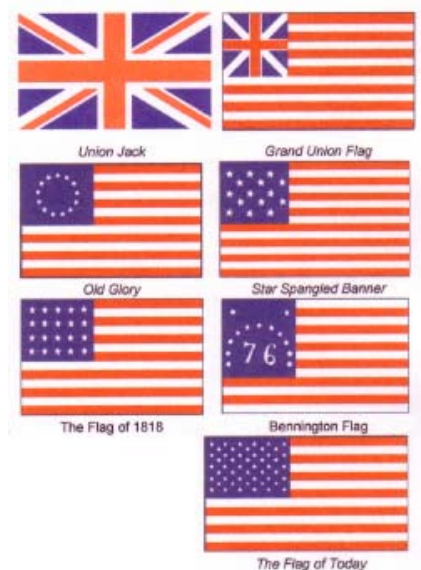 Union Jack
Grand Union Flag
Old Glory
Star Spangled Banner
The Flag of 1818
76
Bennington Flag
The Flag of Today